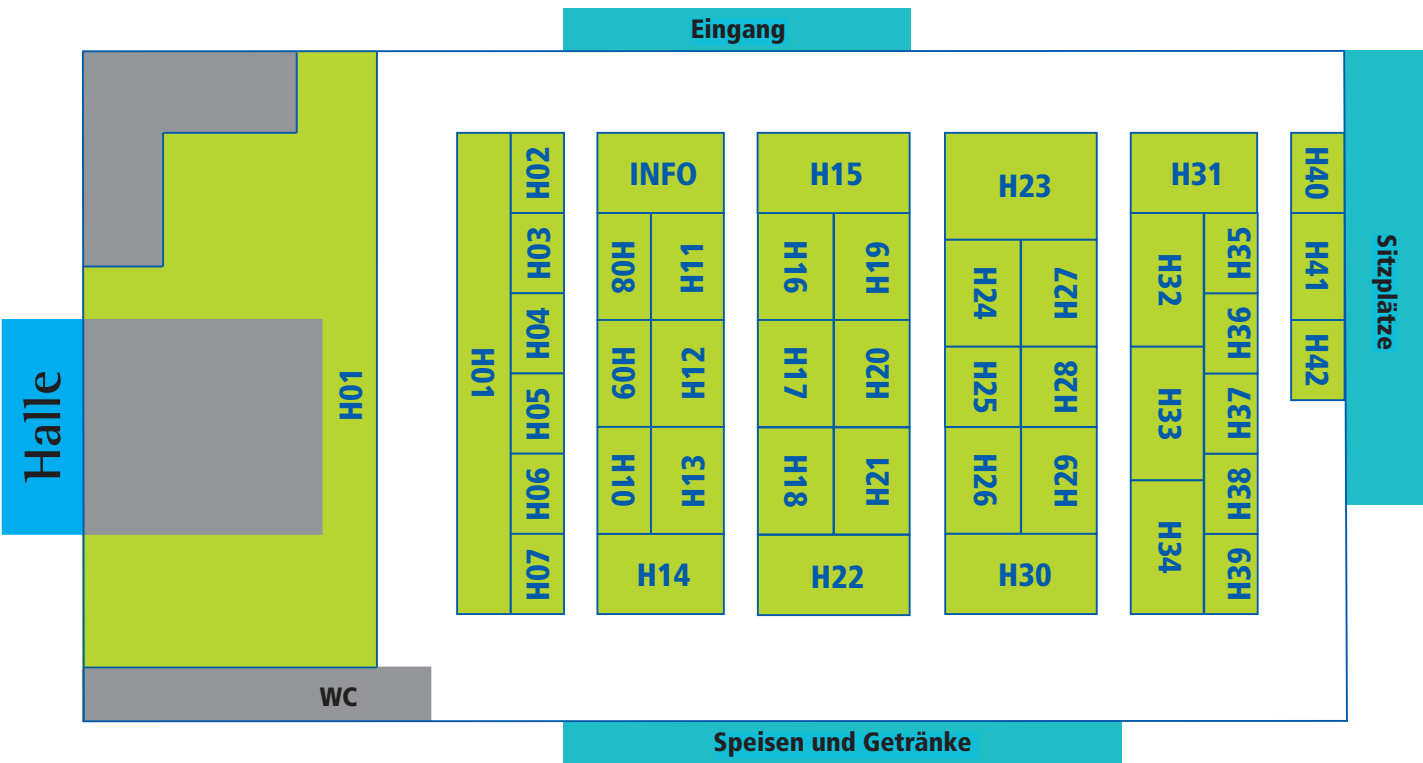 Eingang
Halle
H01
WC
H01
H02
H03
H04
H05
H06
H07
INFO
H08
H09
H10
H11
H12
H13
H14
H15
H16
H17
H18
H19
H20
H21
H22
H23
H24
H25
H26
H27
H28
H29
H30
H31
H32
H33
H34
H35
H36
H37
H38
H39
H40
H41
H42
Sitzplätze
Speisen und Getränke